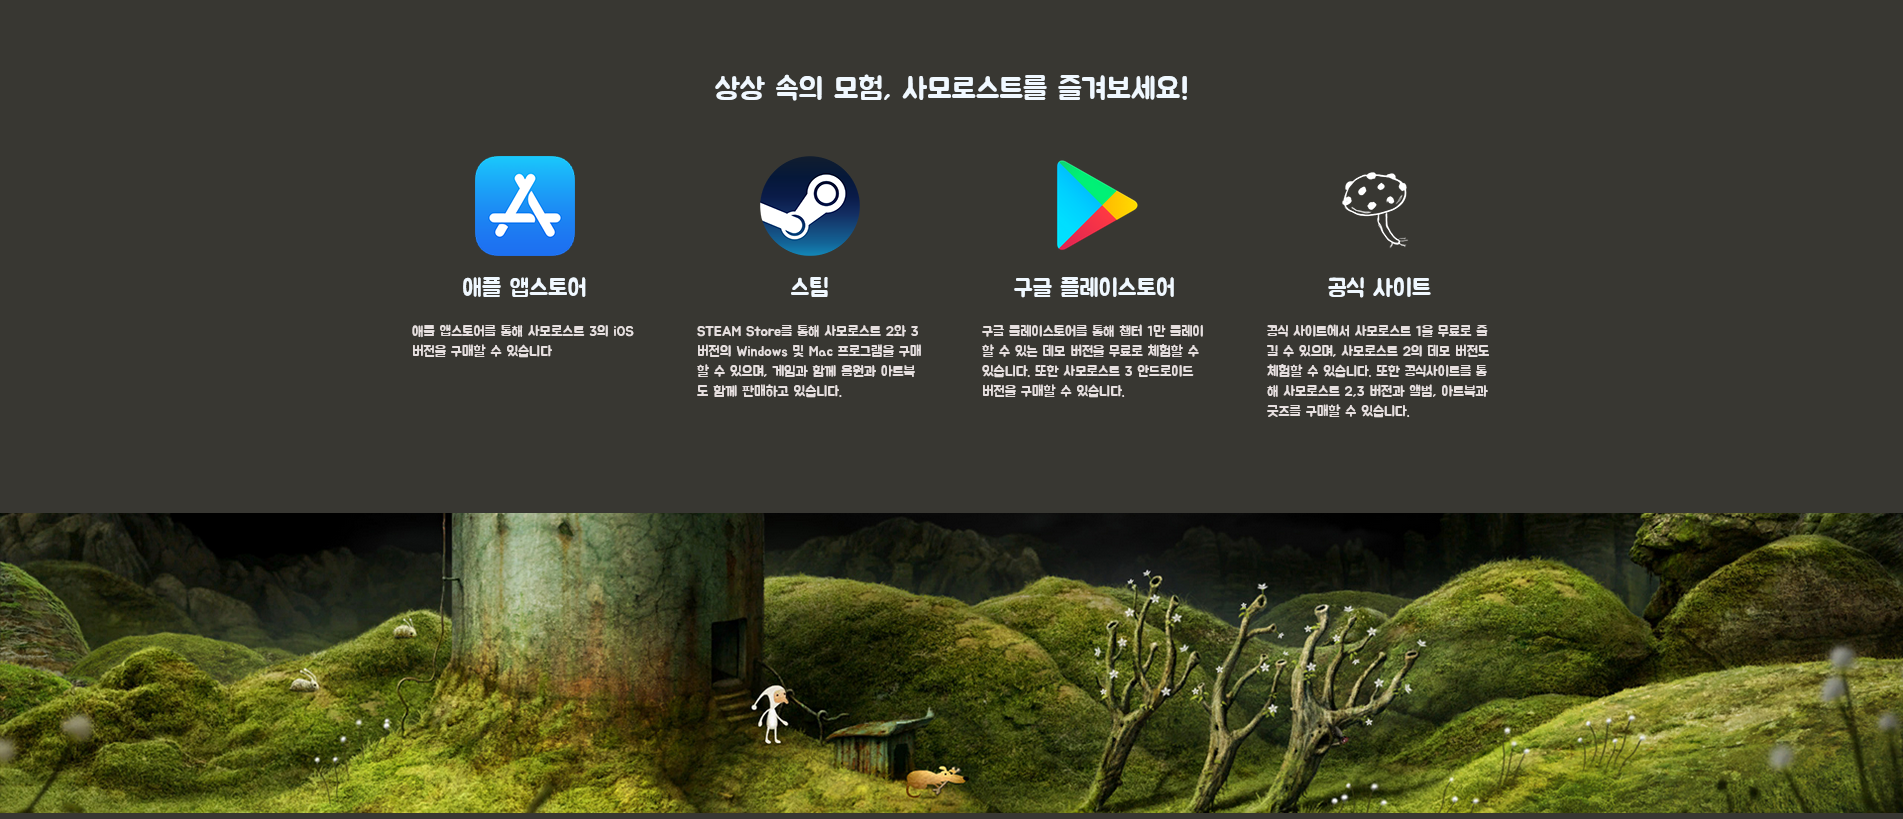 상상 속의 모험, 사모로스트를 즐겨보세요!
애플 앱스토어
애플 앱스토어를 통해 사모로스트 3의 iOS
버전을 구매할 수 있습니다
스팀
STEAM Store를 통해 사모로스트 2와 3
버전의 Windows 및 Mac 프로그램을 구매
할 수 있으며, 게임과 함께 음원과 아트북
도 함께 판매하고 있습니다.
구글 플레이스토어
구글 플레이스토어를 통해 챕터 1만 플레이
할 수 있는 데모 버전을 무료로 체험할 수
있습니다. 또한 사모로스트 3 안드로이드
버전을 구매할 수 있습니다.
공식 사이트
공식 사이트에서 사모로스트 1을 무료로 즐
길 수 있으며, 사모로스트 2의 데모 버전도
체험할 수 있습니다. 또한 공식사이트를 통
해 사모로스트 2,3 버전과 앨범, 아트북과
굿즈를 구매할 수 있습니다.